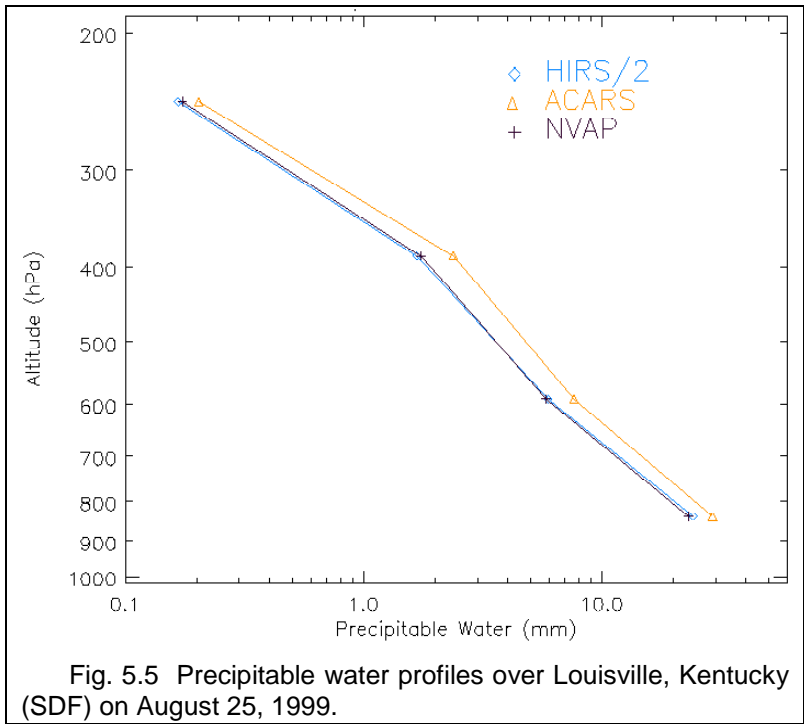 200
300
400
500
600
700
800
900
1000
Altitude (hPa)
HIRS/2
ACARS
NVAP
0.1
1.0
10.0
Precipitable Water (mm)
Fig. 5.5 Precipitable water profiles over Louisville, Kentucky
(SDF) on August 25, 1999.